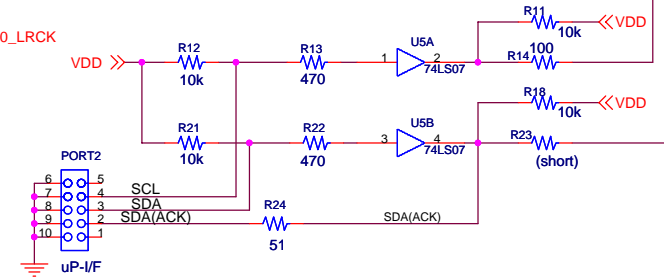 R11
VDD
10k
0_LRCK
R12
R13
U5A
100
R14
VDD
1
2
74LS07
10k
470
R18
VDD
10k
R21
R22
U5B
R23
3
4
74LS07
10k
470
(short)
PORT2
6
5
7
4
SCL
8
3
SDA
R24
9
2
SDA(ACK)
SDA(ACK)
10
1
51
uP-I/F